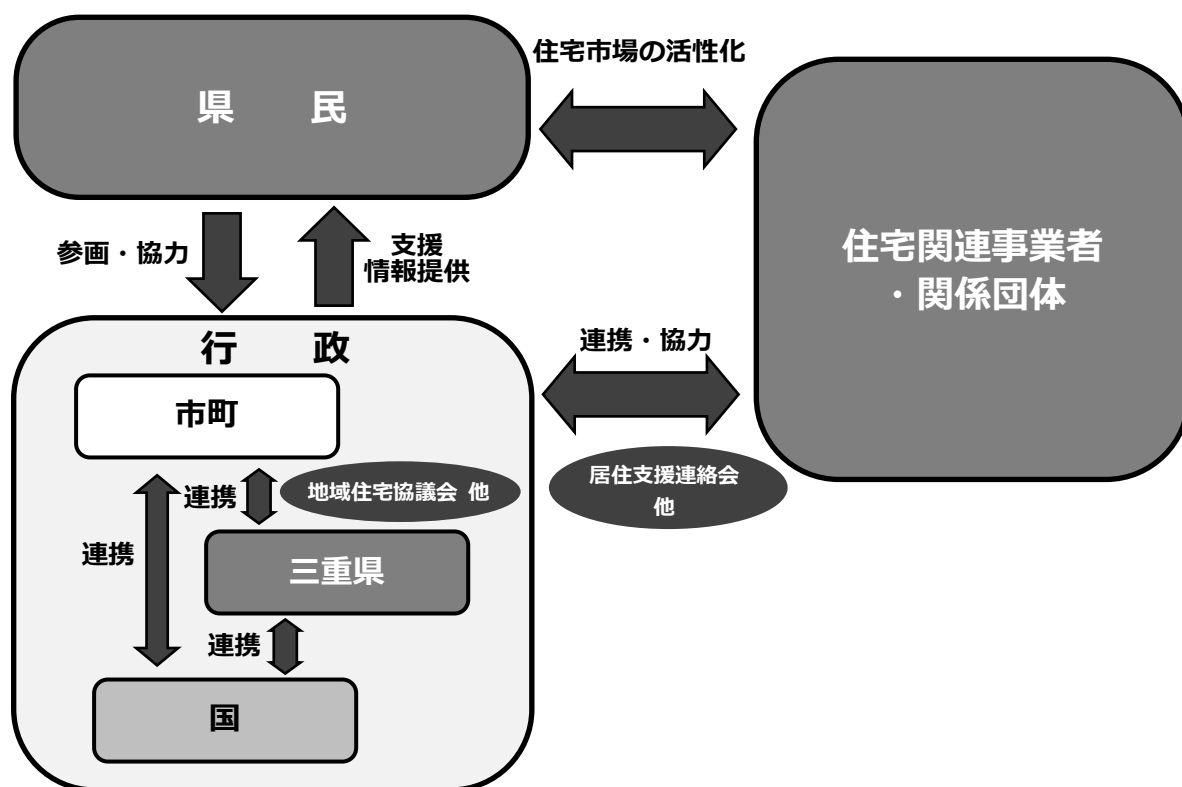 住宅市場の活性化
県　民
住宅関連事業者
・関係団体
参画・協力
支援
情報提供
行　政
連携・協力
市町
連携
地域住宅協議会 他
居住支援連絡会
他
連携
三重県
連携
国